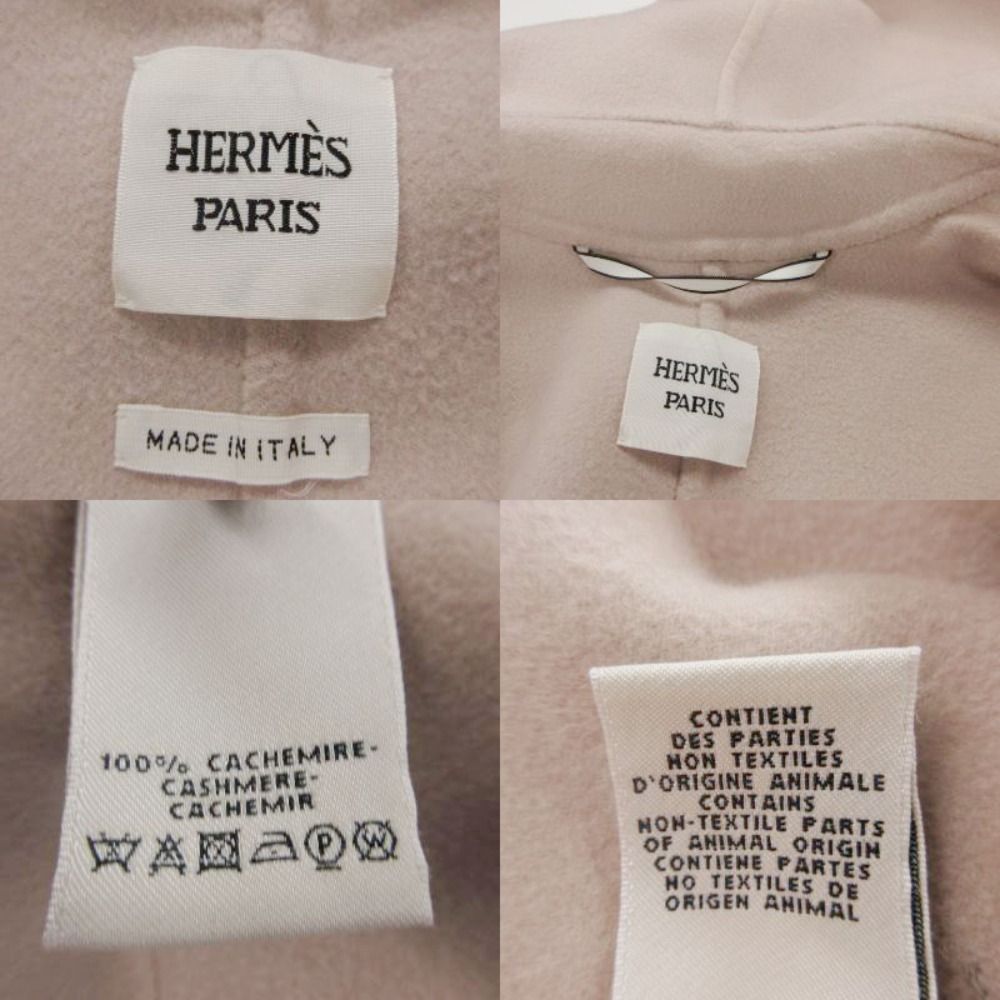 HERMÈS
PARIS
MADE IN ITALY
HERMÈS
PARIS
100% CACHEMIRE-
CASHMERE-
CACHEMIR
P W
CONTIENT
DES PARTIES
NON TEXTILES
D'ORIGINE ANIMALE
CONTAINS
NON-TEXTILE PARTS
OF ANIMAL ORIGIN
CONTIENE PARTES
NO TEXTILES DE
ORIGEN ANIMAL